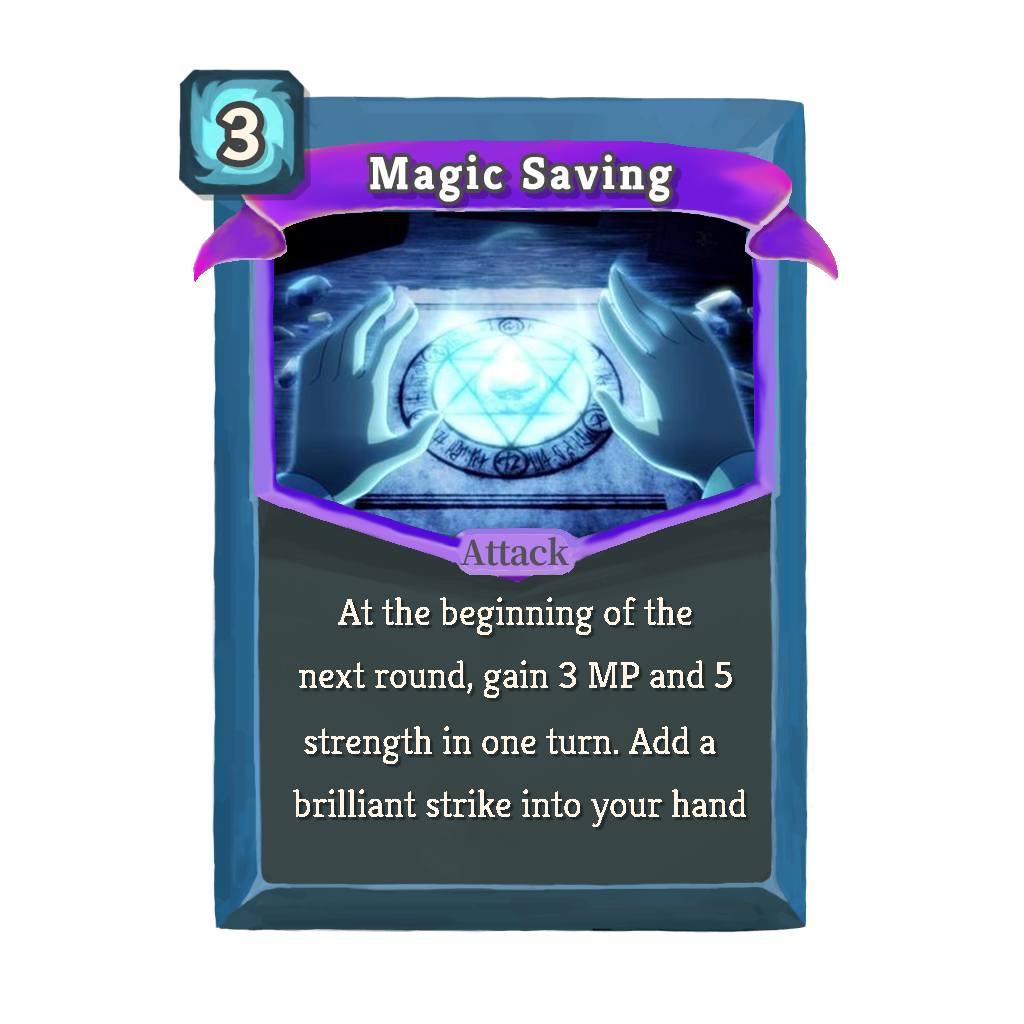 3
Magic Saving
Attack
At the beginning of the
next round, gain 3 MP and 5
strength in one turn. Add a
brilliant strike into your hand